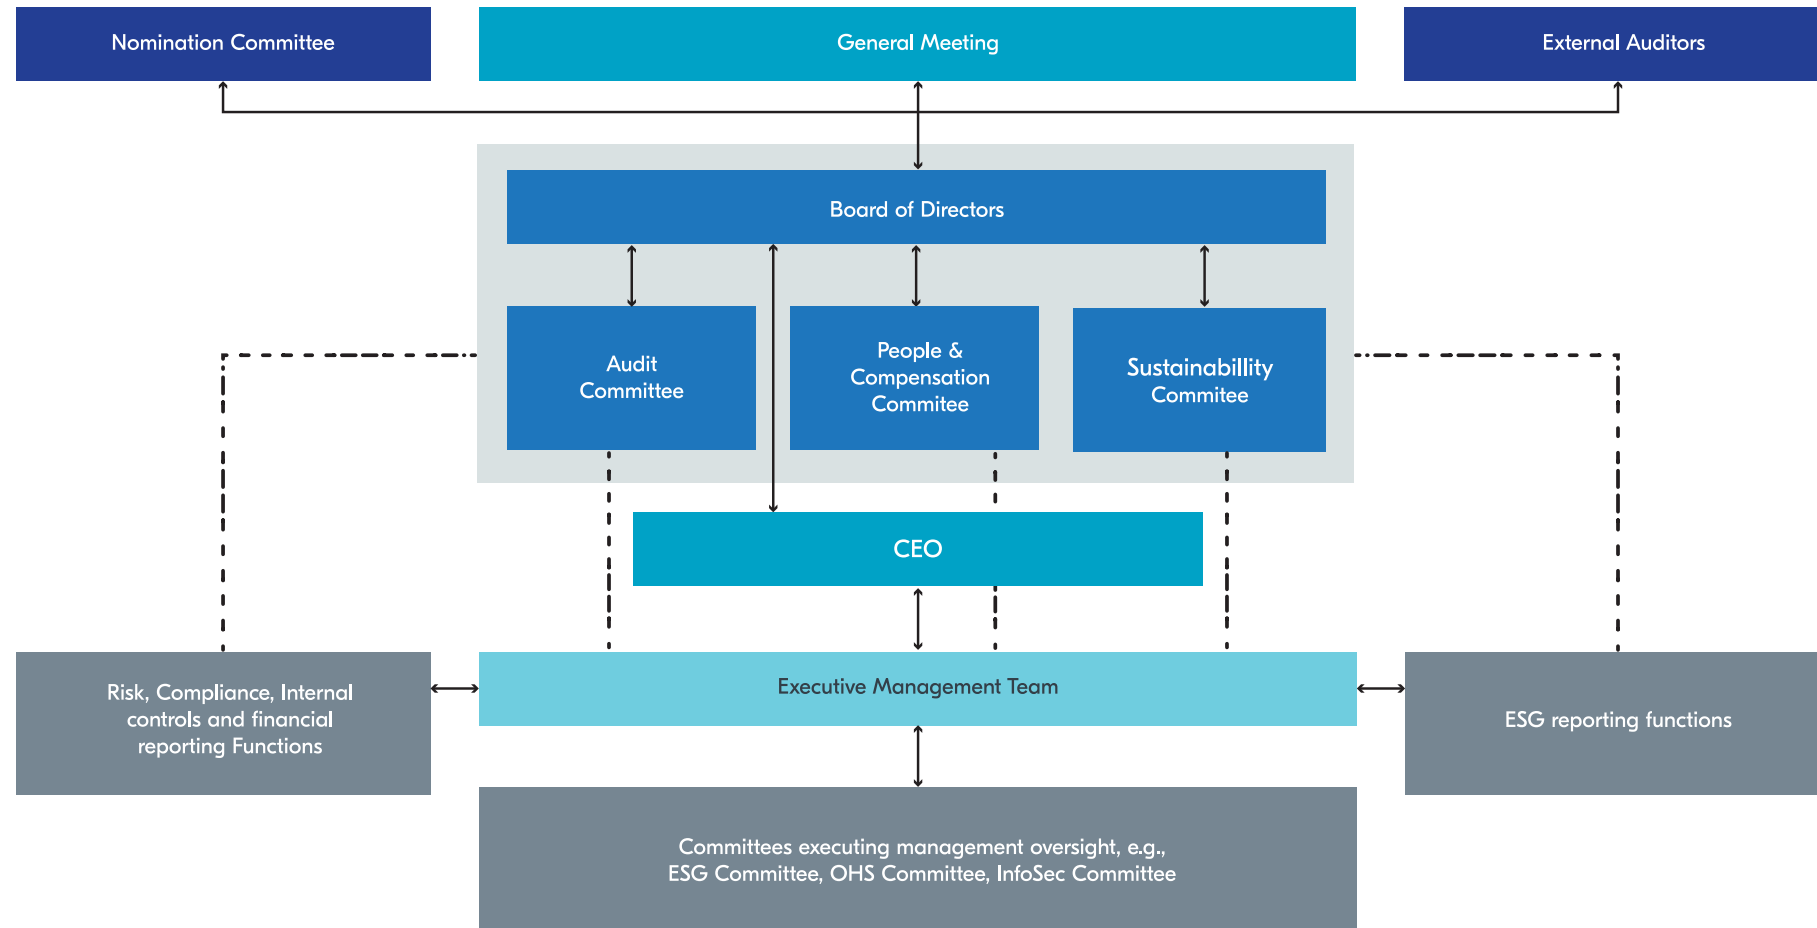 Nomination Committee
General Meeting
External Auditors
Board of Directors
Audit
Committee
People &
Compensation
Commitee
Sustainabillity
Commitee
CEO
Risk, Compliance, Internal
controls and financial
reporting Functions
Executive Management Team
ESG reporting functions
Committees executing management oversight, e.g.,
ESG Committee, OHS Committee, InfoSec Committee